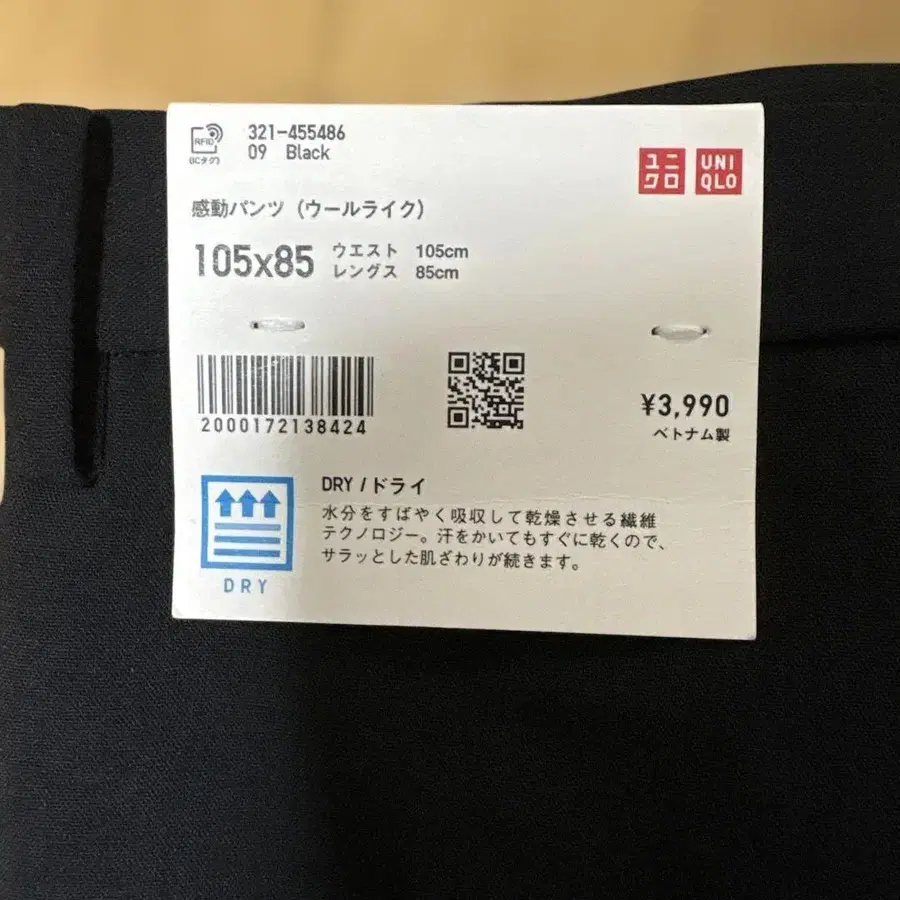 RFID
(ICタグ)
321-455486
09 Black
ユニ
クロ
UNI
QLO
感動パンツ (ウールライク)
105x85
ウエスト 105cm
レングス 85cm
2000172138424
¥3,990
ベトナム製
DRY
DRY / ドライ
水分をすばやく吸収して乾燥させる繊維
テクノロジー。汗をかいてもすぐに乾くので、
サラッとした肌ざわりが続きます。